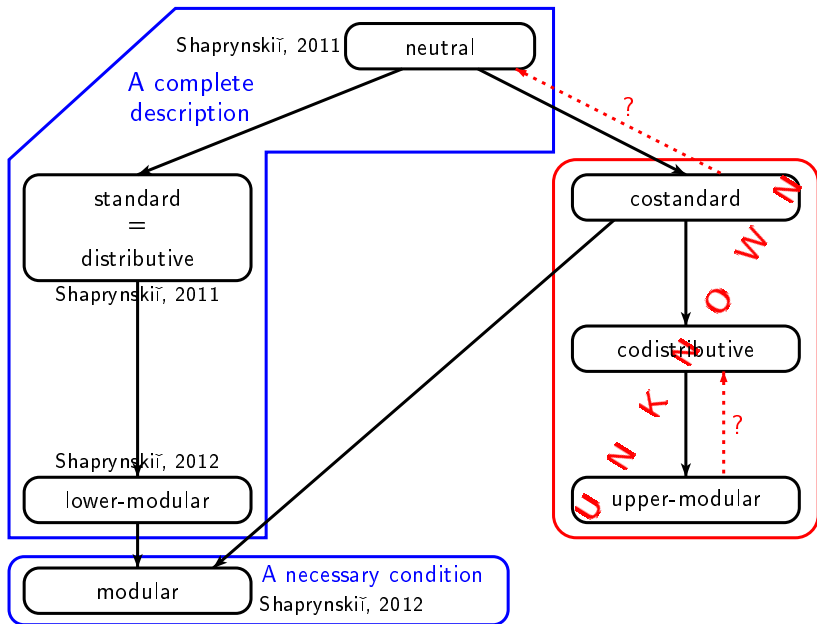 Shaprynskiĭ, 2011
neutral
A complete
description
?
standard
=
distributive
Shaprynskiĭ, 2011
costandard
UNKNOWN
codistributive
?
Shaprynskiĭ, 2012
lower-modular
upper-modular
modular
A necessary condition
Shaprynskiĭ, 2012